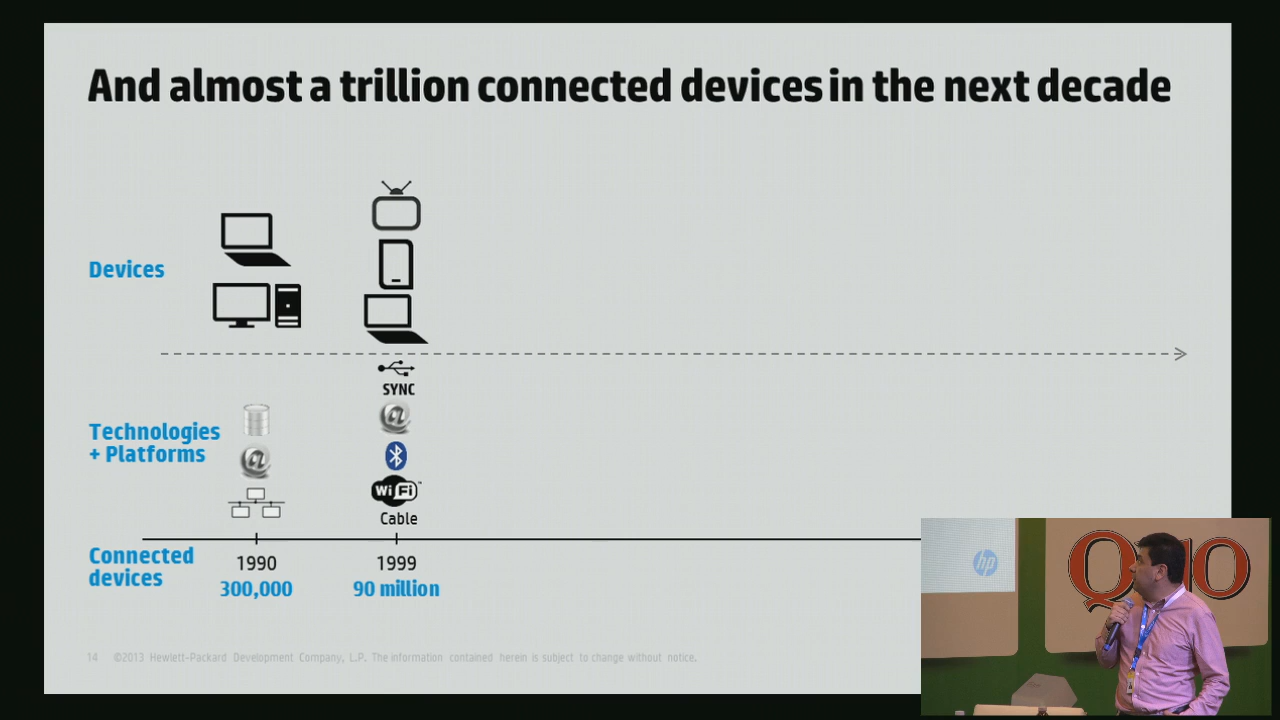 And almost a trillion connected devices in the next decade
Devices
SYNC
Technologies
+ Platforms
WiFi
Cable
Connected
devices
1990
1999
300,000
90 million
14 ©2013 Hewlett-Packard Development Company, L.P. The information contained herein is subject to change without notice.
hp